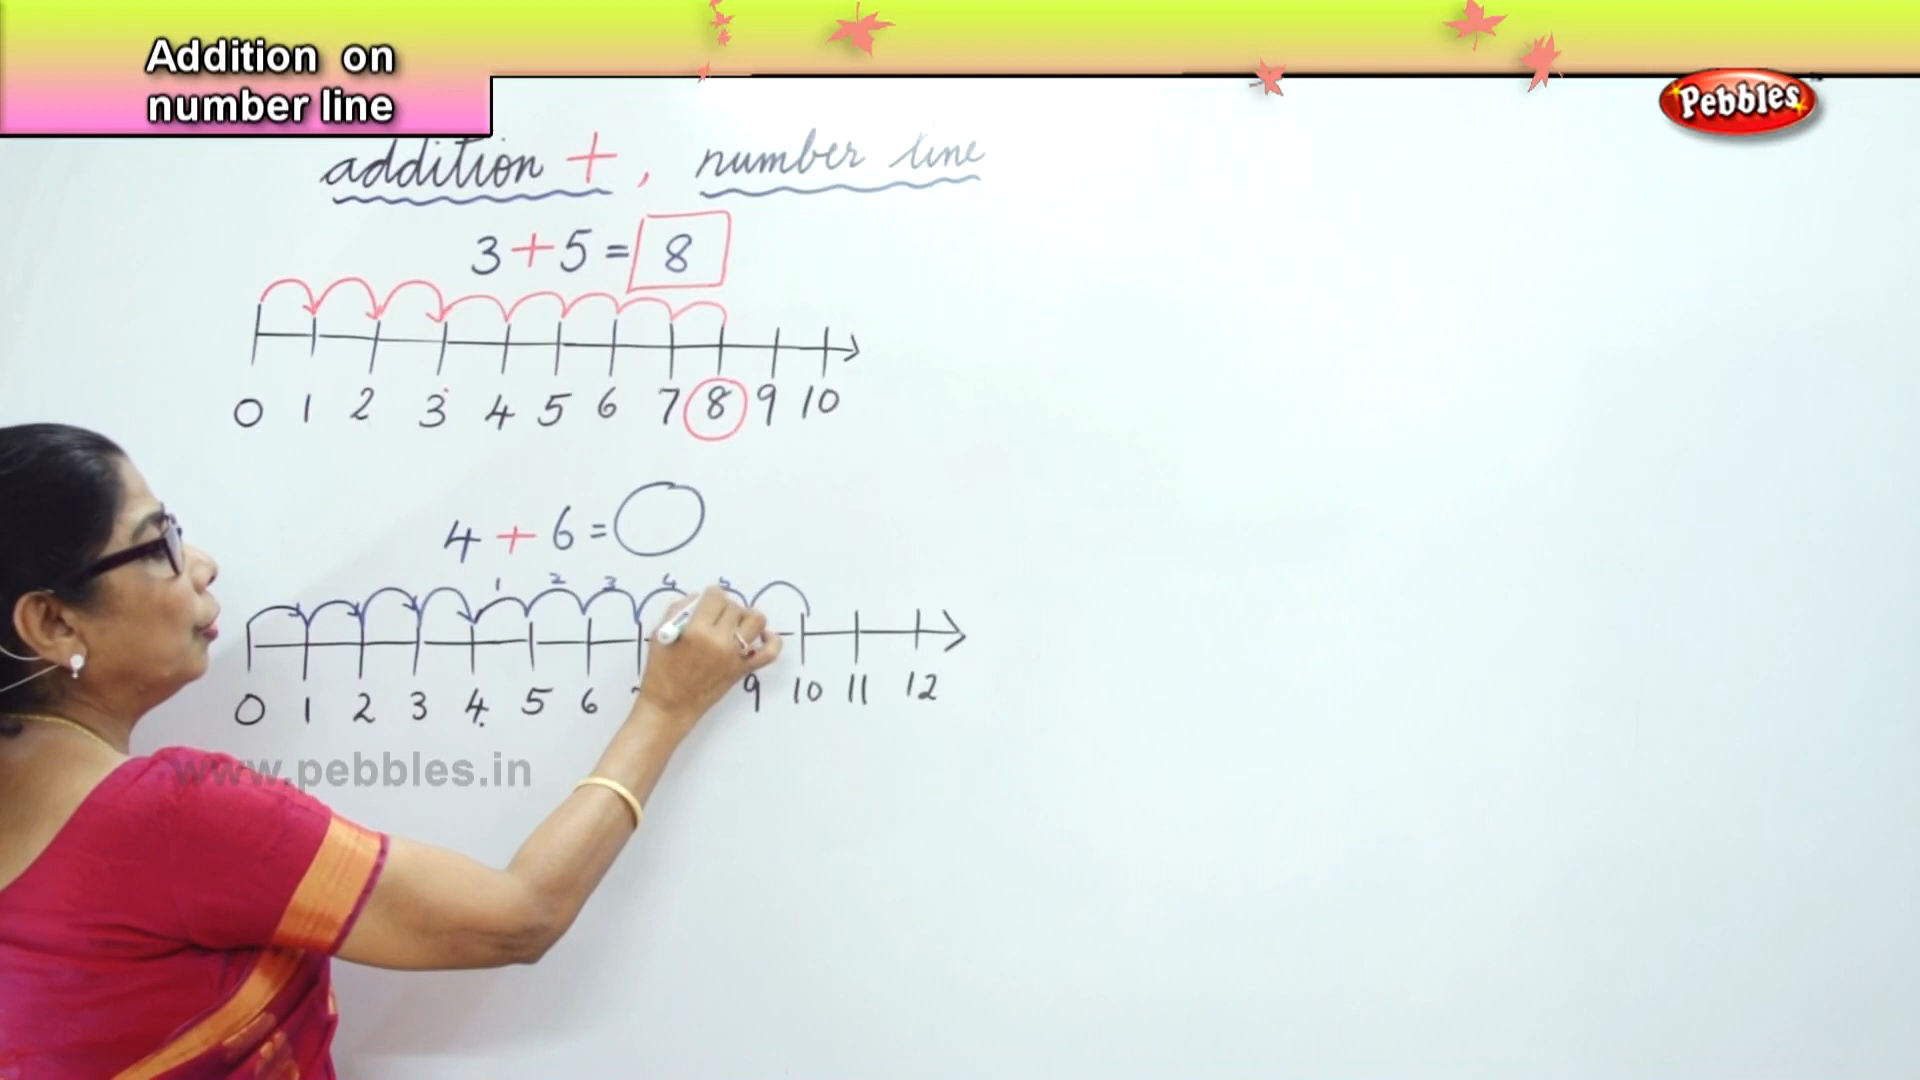 Addition on
number line
Pebbles
addition + , number line
3 + 5 = 8
0 1 2 3 4 5 6 7 8 9 10
4 + 6 =
1 2 3 4 5
0 1 2 3 4 5 6 9 10 11 12
www.pebbles.in